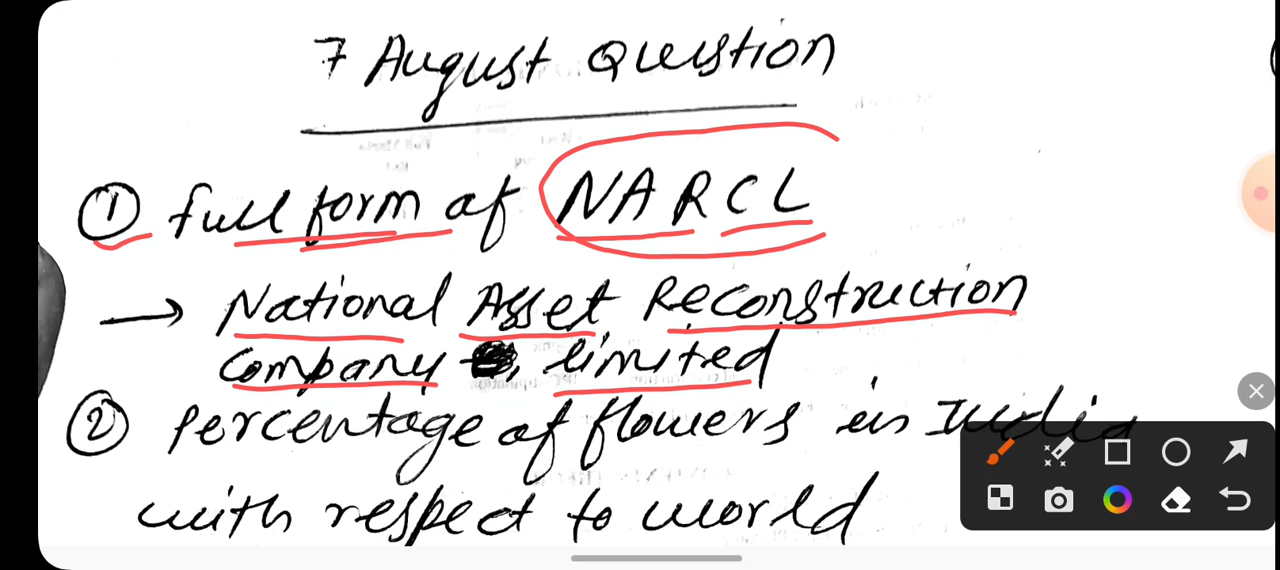 7 August Question
① full form of NARCL
→ National Asset Reconstruction
Company limited
② Percentage of flowers in India
with respect to world